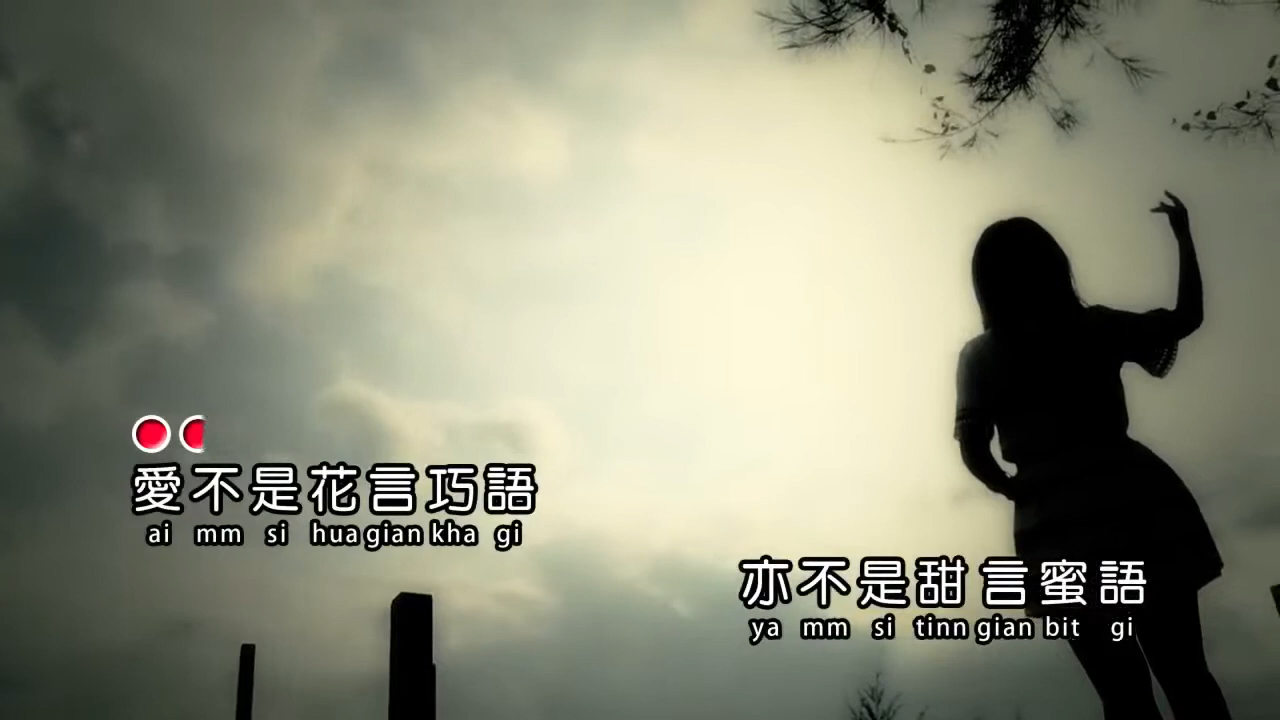 愛不是花言巧語
ai mm si hua gian kha gi
亦不是甜言蜜語
ya mm si tinn gian bit gi